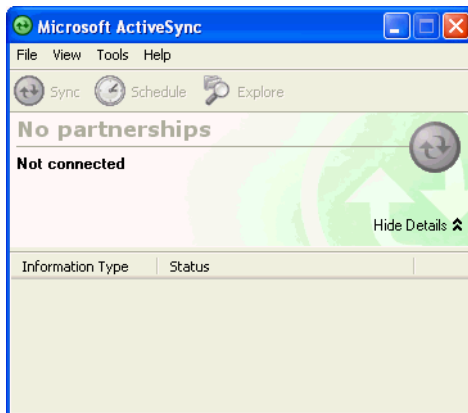 Microsoft ActiveSync
File View Tools Help
Sync Schedule Explore
No partnerships
Not connected
Hide Details
Information Type Status